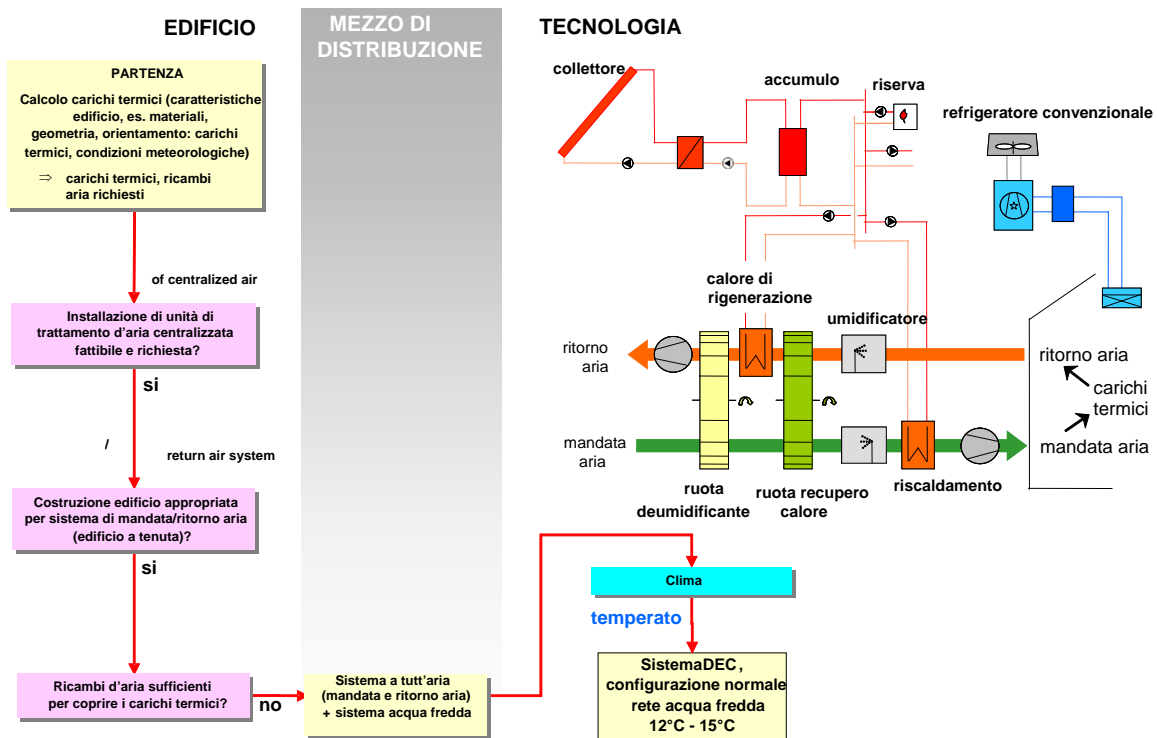 EDIFICIO
MEZZO DI
DISTRIBUZIONE
TECNOLOGIA
PARTENZA
Calcolo carichi termici (caratteristiche
edificio, es. materiali,
geometria, orientamento: carichi
termici, condizioni meteorologiche)
⇒ carichi termici, ricambi
aria richiesti
of centralized air
Installazione di unità di
trattamento d'aria centralizzata
fattibile e richiesta?
si
/
return air system
Costruzione edificio appropriata
per sistema di mandata/ritorno aria
(edificio a tenuta)?
si
Ricambi d'aria sufficienti
per coprire i carichi termici?
no
Sistema a tutt'aria
(mandata e ritorno aria)
+ sistema acqua fredda
collettore
accumulo
riserva
refrigeratore convenzionale
calore di
rigenerazione
umidificatore
ritorno
aria
mandata
aria
ruota
deumidificante
ruota recupero
calore
riscaldamento
ritorno aria
carichi
termici
mandata aria
Clima
temperato
SistemaDEC,
configurazione normale
rete acqua fredda
12°C - 15°C